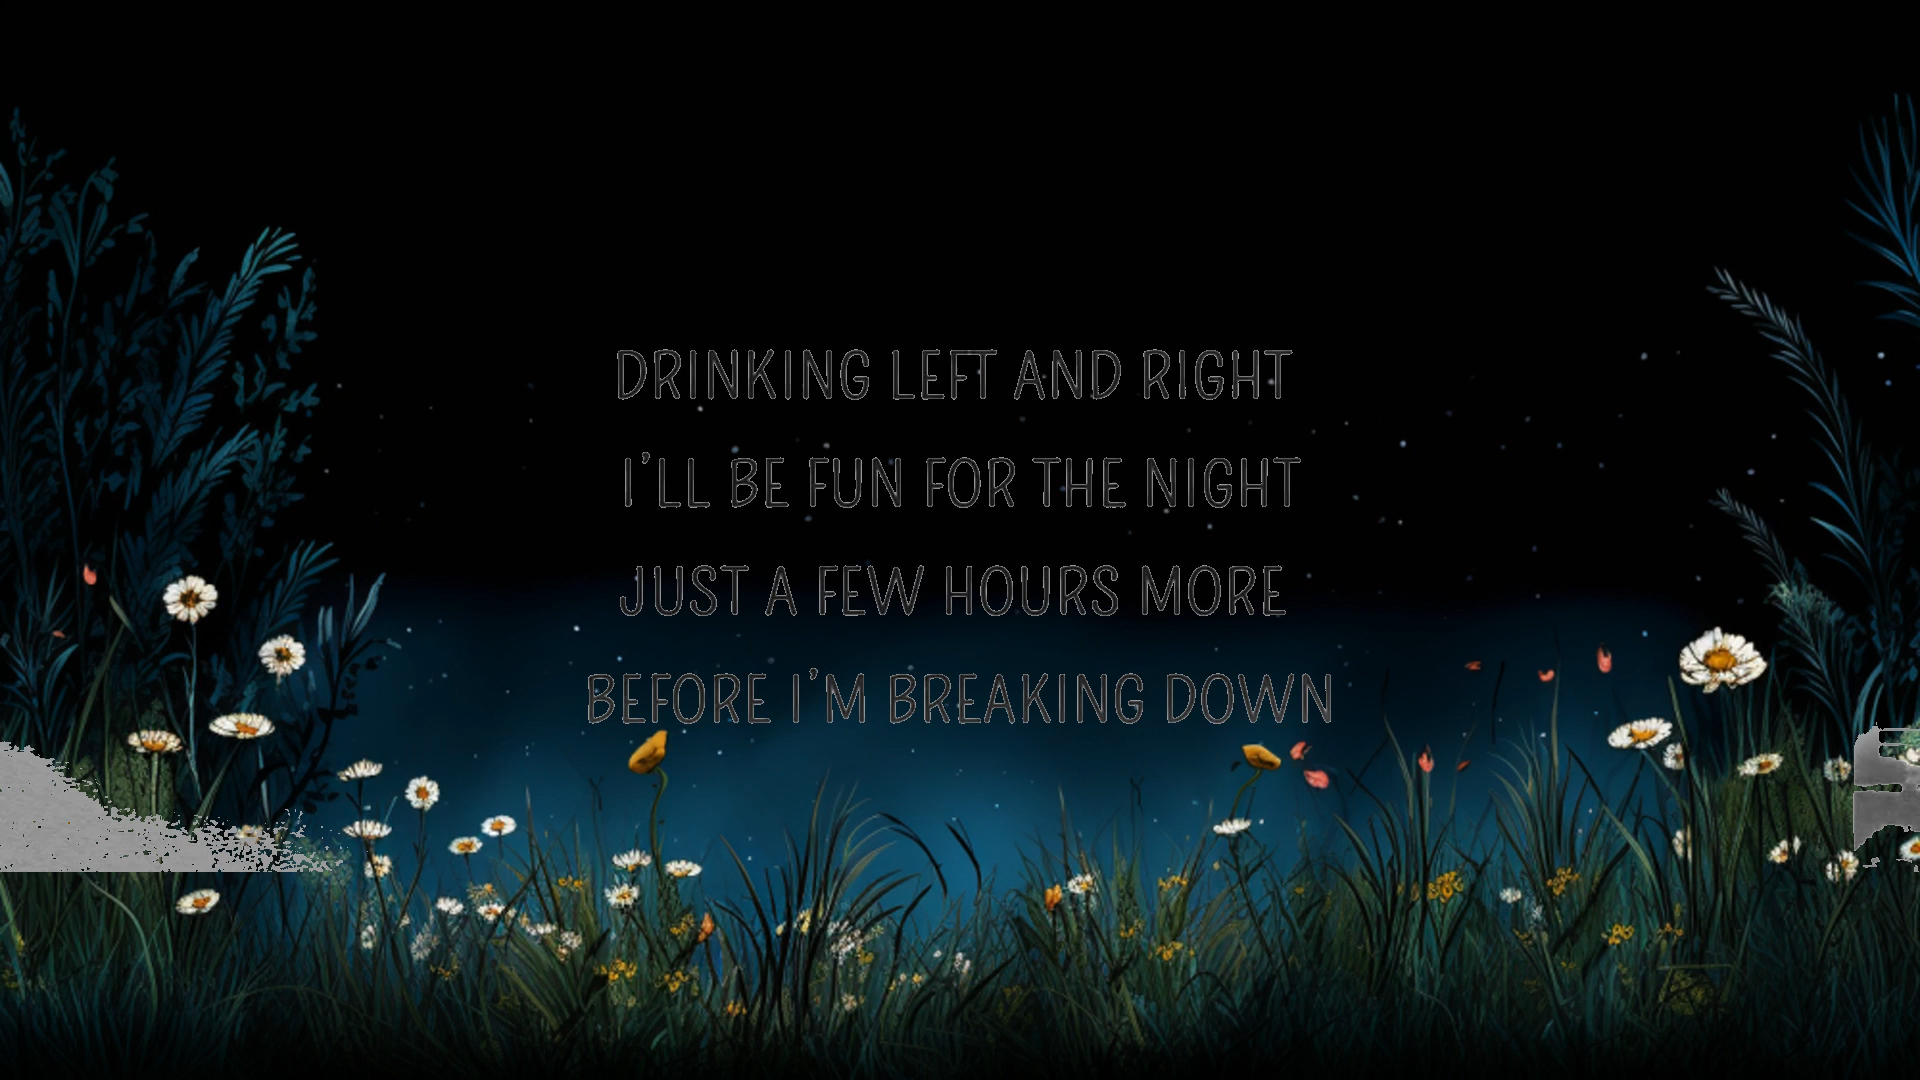 DRINKING LEFT AND RIGHT
I'LL BE FUN FOR THE NIGHT
JUST A FEW HOURS MORE
BEFORE I'M BREAKING DOWN